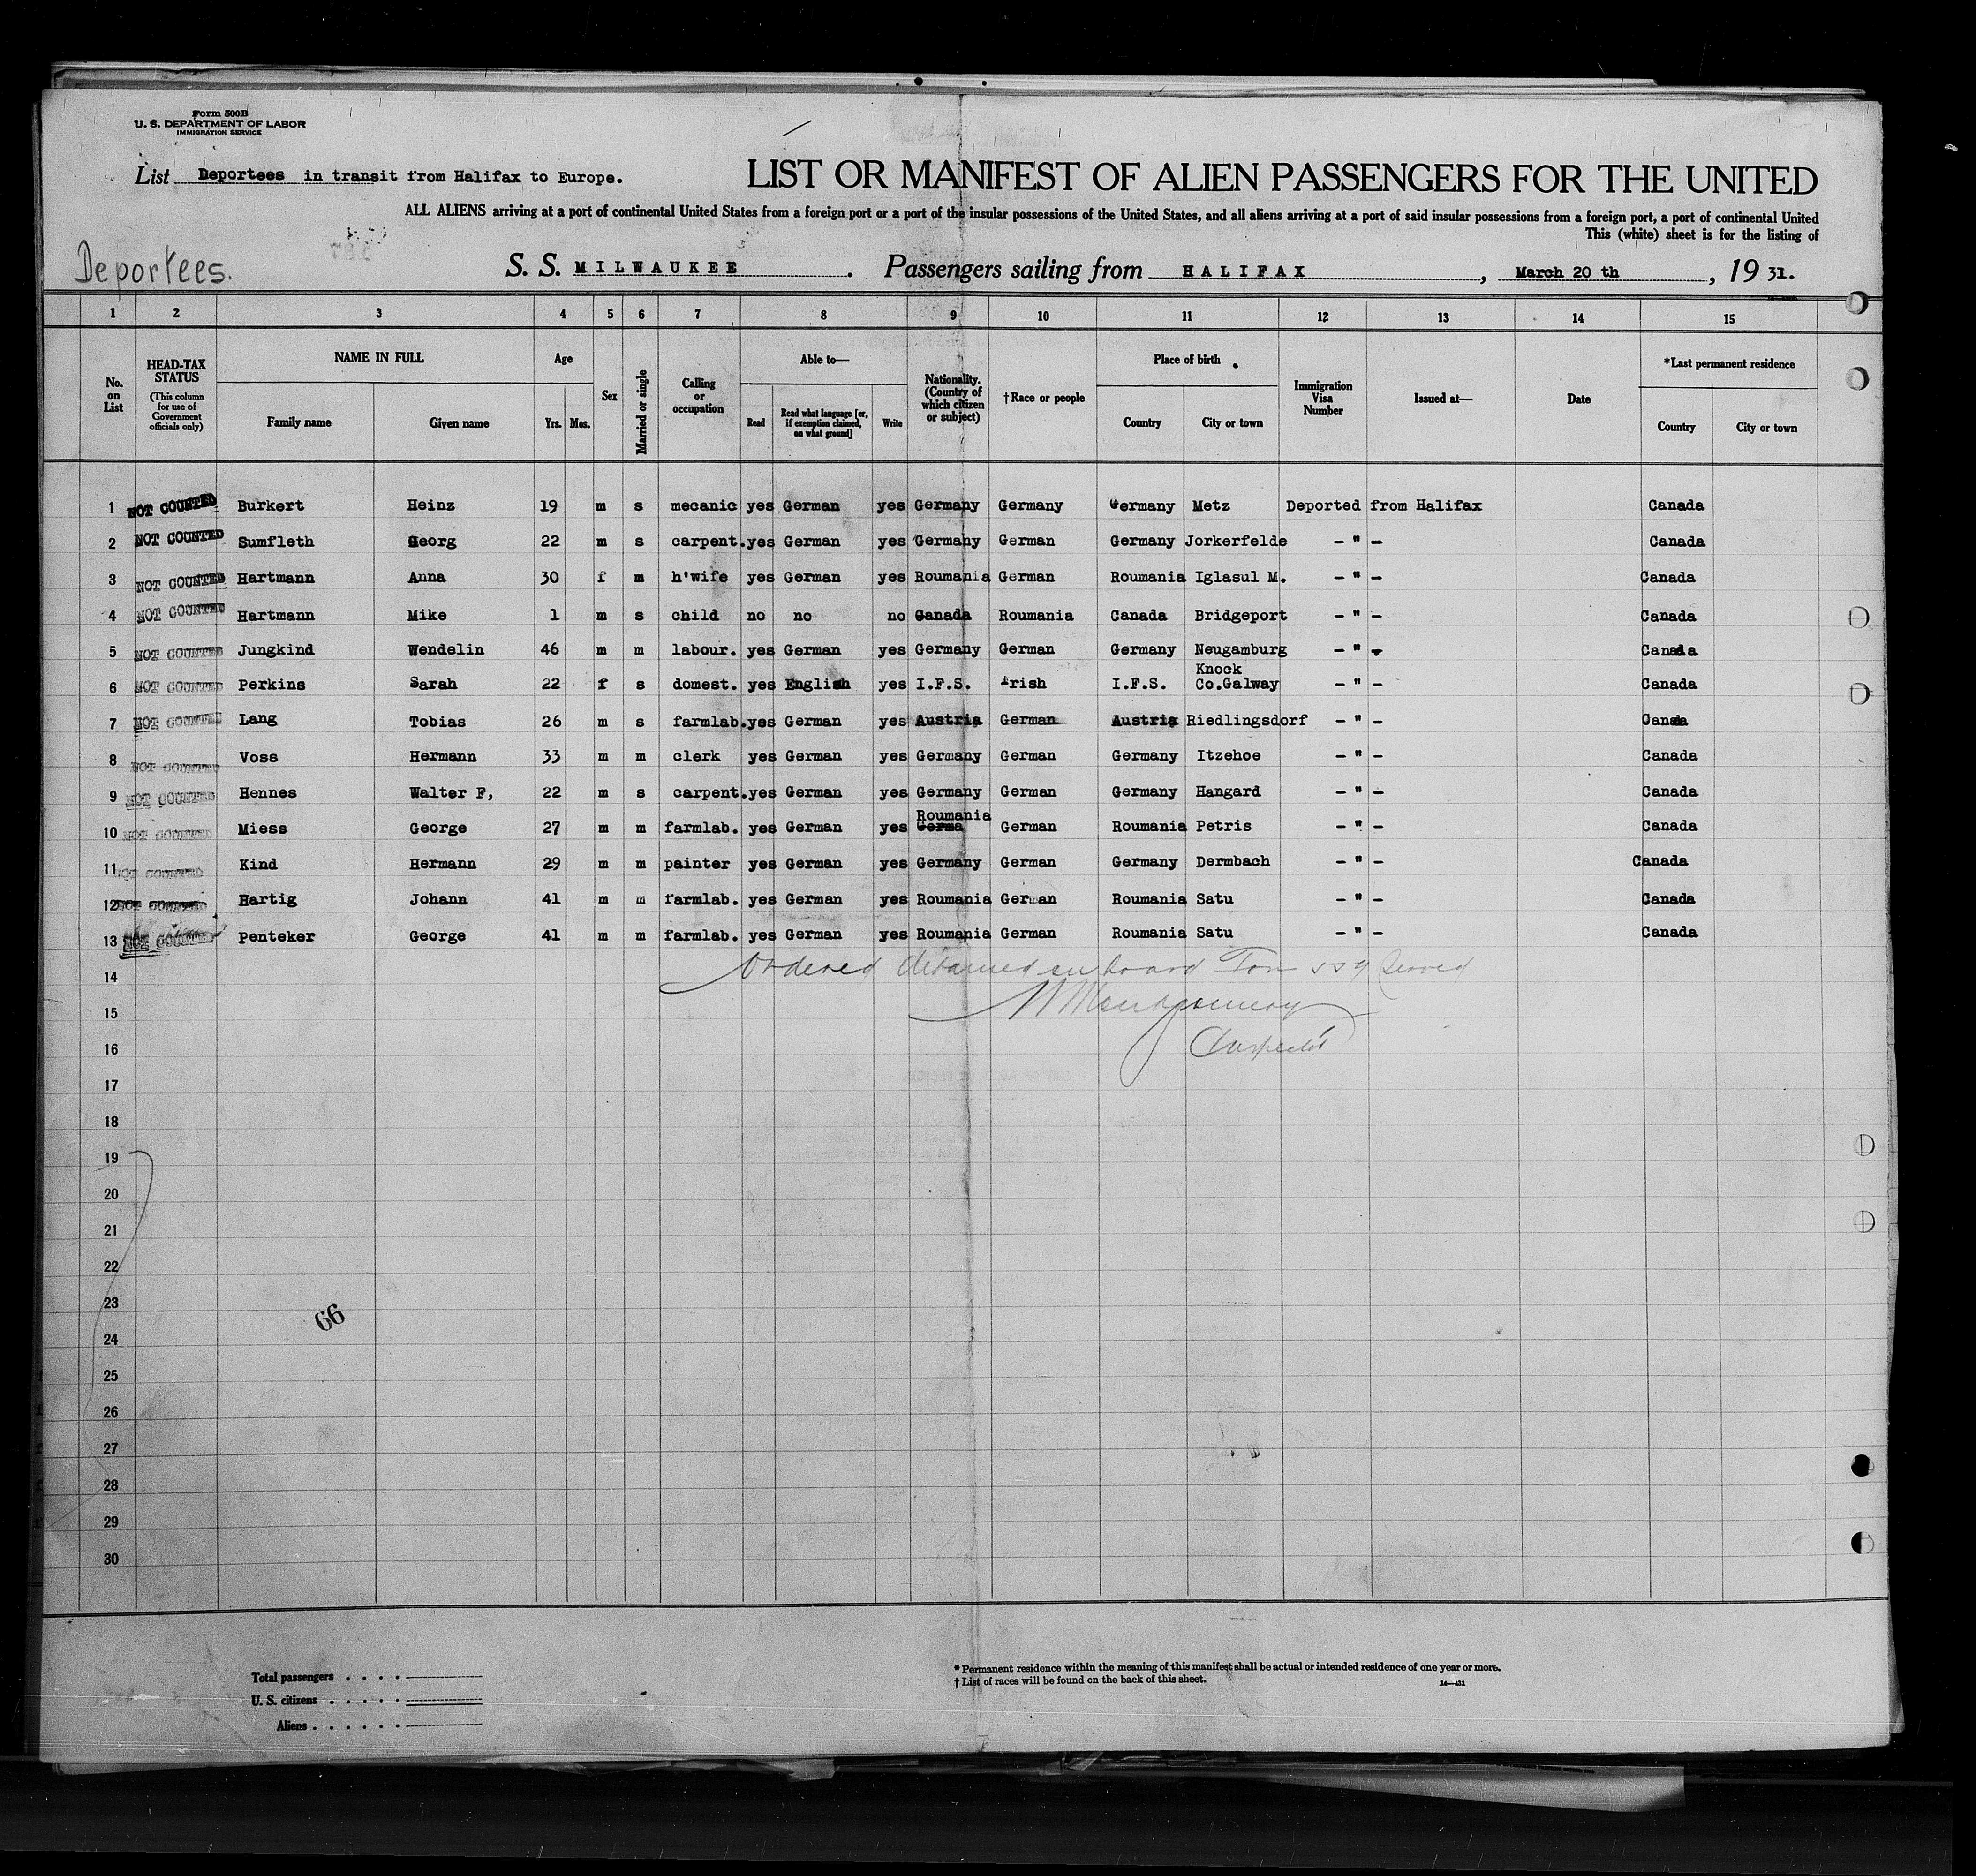 Form 500B
U. S. DEPARTMENT OF LABOR
IMMIGRATION SERVICE
List Deportees in transit from Halifax to Europe.
LIST OR MANIFEST OF ALIEN PASSENGERS FOR THE UNITED
ALL ALIENS arriving at a port of continental United States from a foreign port or a port of the insular possessions of the United States, and all aliens arriving at a port of said insular possessions from a foreign port, a port of continental United
This (white) sheet is for the listing of
Deportees.
S. S. MILWAUKEE. Passengers sailing from HALIFAX, March 20 th, 19 31.
1 2 3 4 5 6 7 8 9 10 11 12 13 14 15
No. on List
HEAD-TAX STATUS (This column for use of Government officials only)
NAME IN FULL
Family name Given name
Age
Yrs. Mos.
Sex
Married or single
Calling or occupation
Able to—
Read Read what language [or, if exemption claimed, on what ground] Write
Nationality. (Country of which citizen or subject)
†Race or people
Place of birth
Country City or town
Immigration Visa Number
Issued at—
Date
*Last permanent residence
Country City or town
1 NOT COUNTED Burkert Heinz 19 m s mecanic yes German yes Germany Germany Germany Metz Deported from Halifax Canada
2 NOT COUNTED Sumfleth Georg 22 m s carpent. yes German yes Germany German Germany Jorkerfelde - " - Canada
3 NOT COUNTED Hartmann Anna 30 f m h'wife yes German yes Roumania German Roumania Iglasul M. - " - Canada
4 NOT COUNTED Hartmann Mike 1 m s child no no no Canada Roumania Canada Bridgeport - " - Canada
5 NOT COUNTED Jungkind Wendelin 46 m m labour. yes German yes Germany German Germany Neugamburg - " - Canada
6 NOT COUNTED Perkins Sarah 22 f s domest. yes English yes I.F.S. Irish I.F.S. Knock Co.Galway - " - Canada
7 NOT COUNTED Lang Tobias 26 m s farmlab. yes German yes Austria German Austria Riedlingsdorf - " - Canada
8 NOT COUNTED Voss Hermann 33 m m clerk yes German yes Germany German Germany Itzehoe - " - Canada
9 NOT COUNTED Hennes Walter F, 22 m s carpent. yes German yes Germany German Germany Hangard - " - Canada
10 NOT COUNTED Miess George 27 m m farmlab. yes German yes Roumania Germa German Roumania Petris - " - Canada
11 NOT COUNTED Kind Hermann 29 m m painter yes German yes Germany German Germany Dermbach - " - Canada
12 NOT COUNTED Hartig Johann 41 m m farmlab. yes German yes Roumania German Roumania Satu - " - Canada
13 NOT COUNTED Penteker George 41 m m farmlab. yes German yes Roumania German Roumania Satu - " - Canada
14 Ordered detained on board Form 559 Served
15 Montgomery
16 Inspector
17
18
19
20
21
22
23
66
24
25
26
27
28
29
30
Total passengers . . . .
U. S. citizens . . . . .
Aliens . . . . . .
* Permanent residence within the meaning of this manifest shall be actual or intended residence of one year or more.
† List of races will be found on the back of this sheet.
14—431